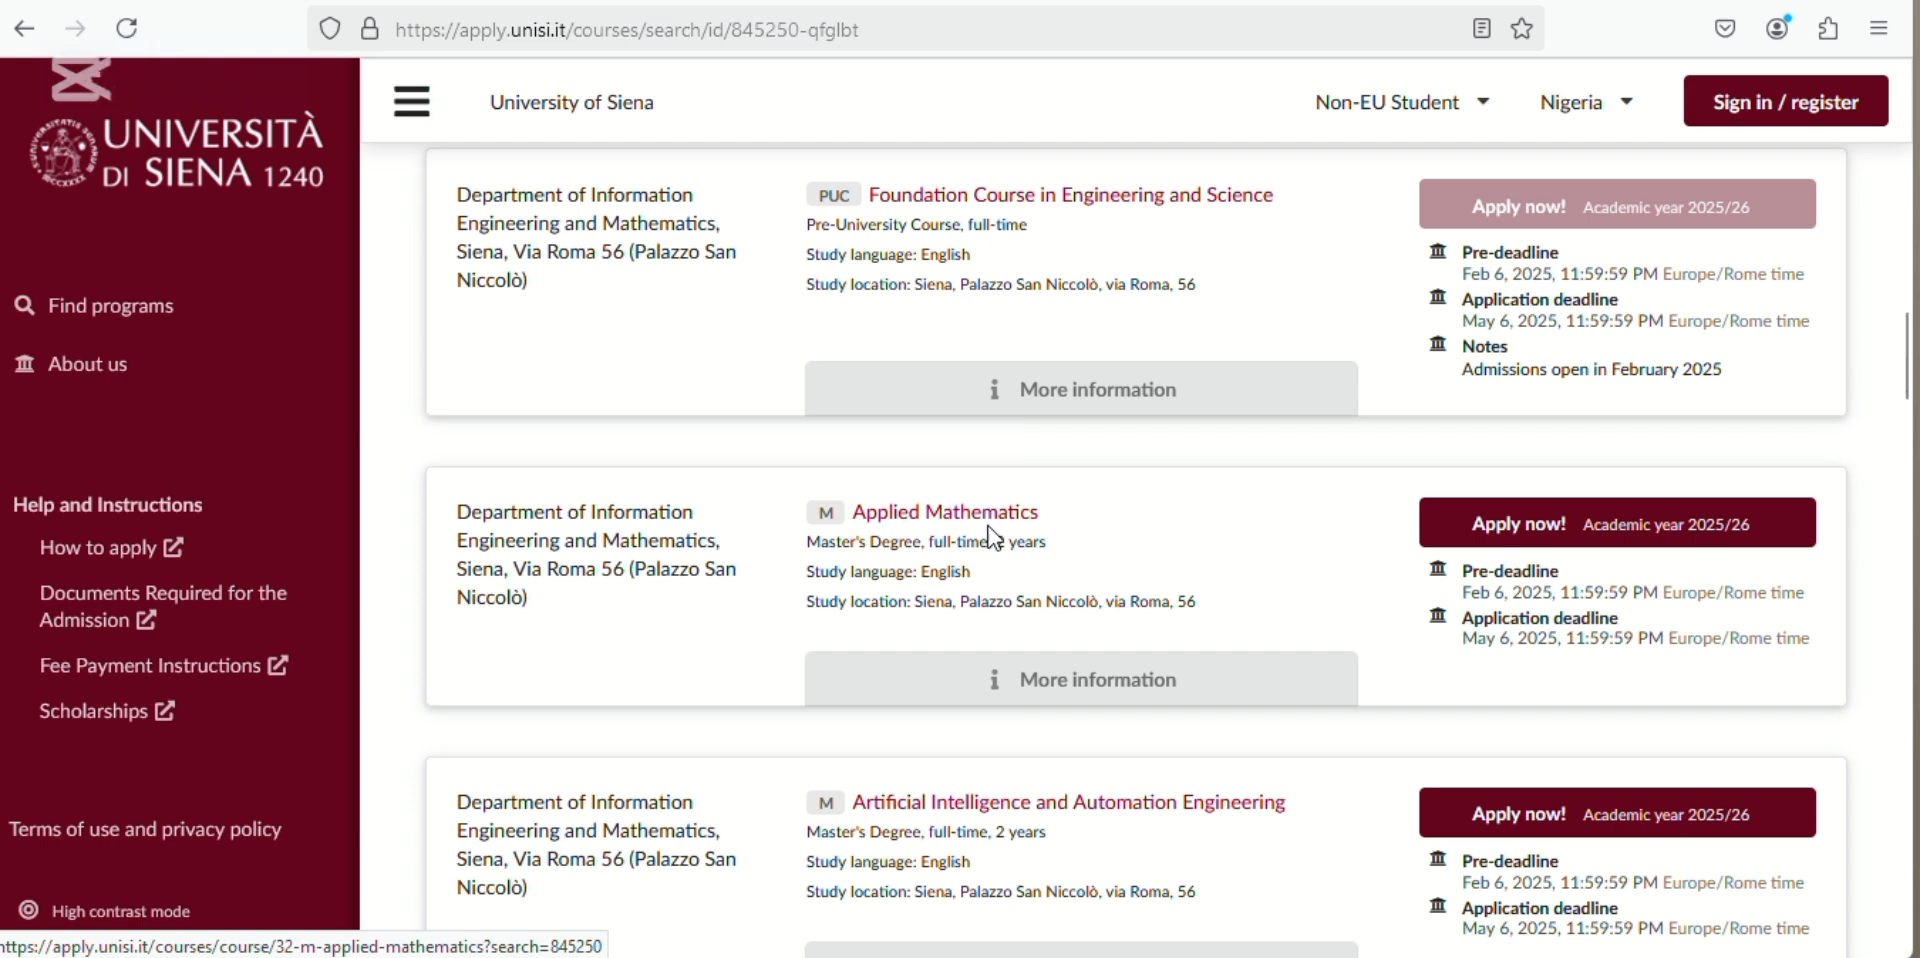 https://apply.unisi.it/courses/search/id/845250-qfglbt
UNIVERSITÀ
DI SIENA 1240
Find programs
About us
Help and Instructions
How to apply
Documents Required for the
Admission
Fee Payment Instructions
Scholarships
Terms of use and privacy policy
High contrast mode
University of Siena
Non-EU Student
Nigeria
Sign in / register
Department of Information
Engineering and Mathematics,
Siena, Via Roma 56 (Palazzo San
Niccolò)
PUC Foundation Course in Engineering and Science
Pre-University Course, full-time
Study language: English
Study location: Siena, Palazzo San Niccolò, via Roma, 56
More information
Apply now! Academic year 2025/26
Pre-deadline
Feb 6, 2025, 11:59:59 PM Europe/Rome time
Application deadline
May 6, 2025, 11:59:59 PM Europe/Rome time
Notes
Admissions open in February 2025
Department of Information
Engineering and Mathematics,
Siena, Via Roma 56 (Palazzo San
Niccolò)
M Applied Mathematics
Master's Degree, full-time, 2 years
Study language: English
Study location: Siena, Palazzo San Niccolò, via Roma, 56
More information
Apply now! Academic year 2025/26
Pre-deadline
Feb 6, 2025, 11:59:59 PM Europe/Rome time
Application deadline
May 6, 2025, 11:59:59 PM Europe/Rome time
Department of Information
Engineering and Mathematics,
Siena, Via Roma 56 (Palazzo San
Niccolò)
M Artificial Intelligence and Automation Engineering
Master's Degree, full-time, 2 years
Study language: English
Study location: Siena, Palazzo San Niccolò, via Roma, 56
Apply now! Academic year 2025/26
Pre-deadline
Feb 6, 2025, 11:59:59 PM Europe/Rome time
Application deadline
May 6, 2025, 11:59:59 PM Europe/Rome time
https://apply.unisi.it/courses/course/32-m-applied-mathematics?search=845250